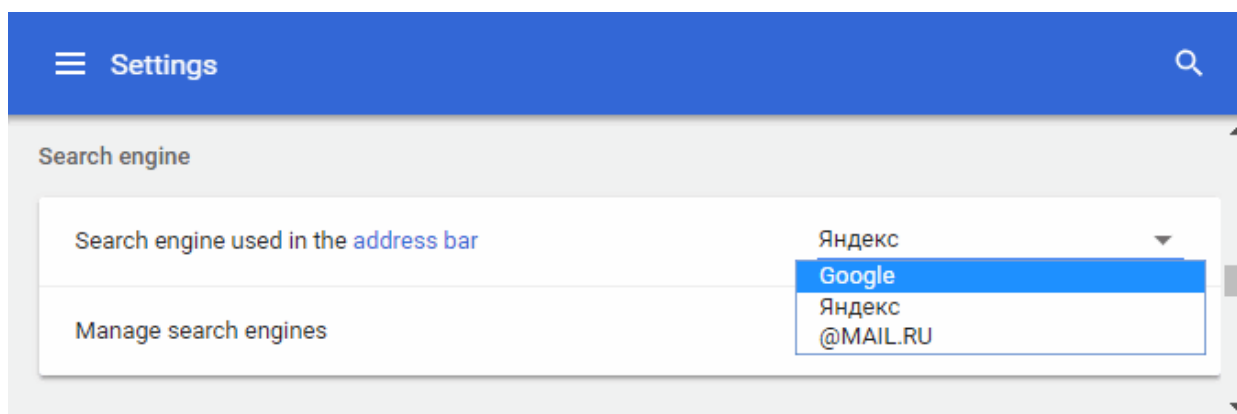 Settings
Search engine
Search engine used in the address bar
Яндекс
Google
Яндекс
@MAIL.RU
Manage search engines